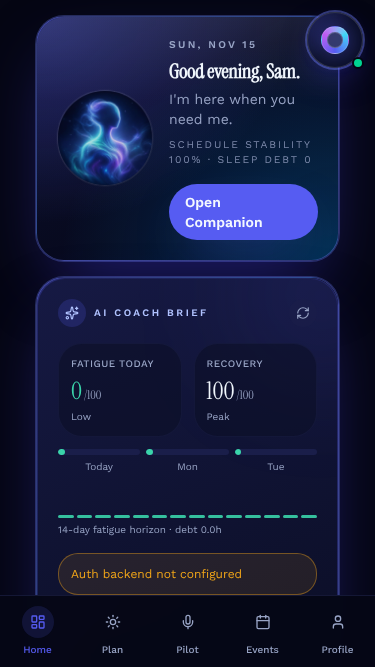 SUN, NOV 15
Good evening, Sam.
I'm here when you
need me.
SCHEDULE STABILITY
100% · SLEEP DEBT 0
Open
Companion
AI COACH BRIEF
FATIGUE TODAY
0 /100
Low
RECOVERY
100 /100
Peak
Today Mon Tue
14-day fatigue horizon · debt 0.0h
Auth backend not configured
Home Plan Pilot Events Profile